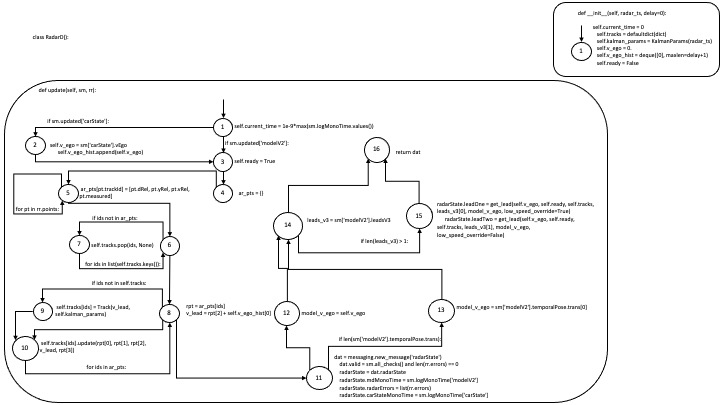 def __init__(self, radar_ts, delay=0):
self.current_time = 0
self.tracks = defaultdict(dict)
self.kalman_params = KalmanParams(radar_ts)
1
self.v_ego = 0.
self.v_ego_hist = deque([0], maxlen=delay+1)
self.ready = False
class RadarD():
def update(self, sm, rr):
if sm.updated['carState']:
1
self.current_time = 1e-9*max(sm.logMonoTime.values())
2
self.v_ego = sm['carState'].vEgo
self.v_ego_hist.append(self.v_ego)
if sm.updated['modelV2']:
3
self.ready = True
16
return dat
5
ar_pts[pt.trackId] = [pt.dRel, pt.yRel, pt.vRel,
pt.measured]
4
ar_pts = {}
for pt in rr.points:
if ids not in ar_pts:
7
self.tracks.pop(ids, None)
6
for ids in list(self.tracks.keys()):
14
leads_v3 = sm['modelV2'].leadsV3
if len(leads_v3) > 1:
15
radarState.leadOne = get_lead(self.v_ego, self.ready, self.tracks,
leads_v3[0], model_v_ego, low_speed_override=True)
radarState.leadTwo = get_lead(self.v_ego, self.ready,
self.tracks, leads_v3[1], model_v_ego,
low_speed_override=False)
if ids not in self.tracks:
9
self.tracks[ids] = Track(v_lead,
self.kalman_params)
8
rpt = ar_pts[ids]
v_lead = rpt[2] + self.v_ego_hist[0]
10
self.tracks[ids].update(rpt[0], rpt[1], rpt[2],
v_lead, rpt[3])
for ids in ar_pts:
12
model_v_ego = self.v_ego
13
model_v_ego = sm['modelV2'].temporalPose.trans[0]
if len(sm['modelV2'].temporalPose.trans):
11
dat = messaging.new_message('radarState')
dat.valid = sm.all_checks() and len(rr.errors) == 0
radarState = dat.radarState
radarState.mdMonoTime = sm.logMonoTime['modelV2']
radarState.radarErrors = list(rr.errors)
radarState.carStateMonoTime = sm.logMonoTime['carState']